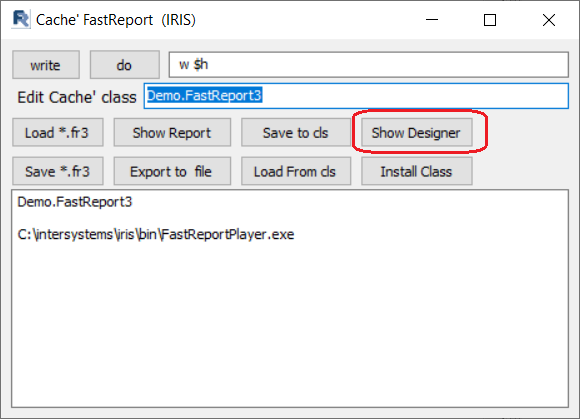 Cache' FastReport (IRIS)
write do w $h
Edit Cache' class Demo.FastReport3
Load *.fr3 Show Report Save to cls Show Designer
Save *.fr3 Export to file Load From cls Install Class
Demo.FastReport3
C:\intersystems\iris\bin\FastReportPlayer.exe